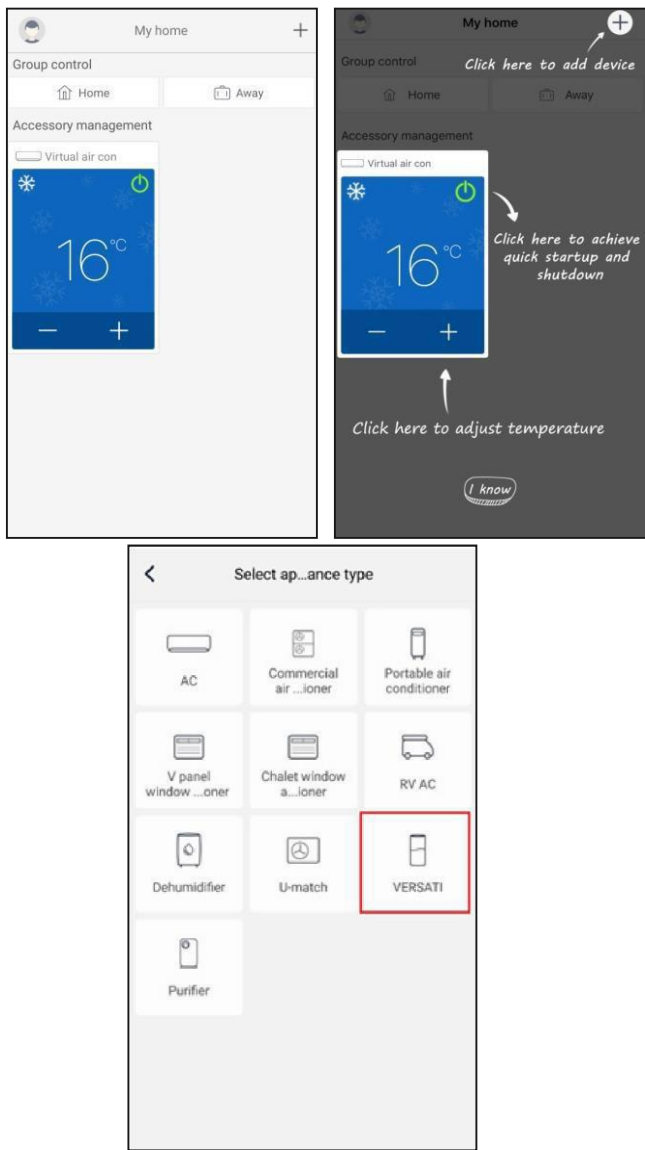 My home
Group control
Home
Away
Accessory management
Virtual air con
16°C
My home
Click here to add device
Group control
Home
Away
Accessory management
Virtual air con
16°C
Click here to achieve
quick startup and
shutdown
Click here to adjust temperature
I know
Select ap...ance type
AC
Commercial
air ...ioner
Portable air
conditioner
V panel
window ...oner
Chalet window
a...ioner
RV AC
Dehumidifier
U-match
VERSATI
Purifier